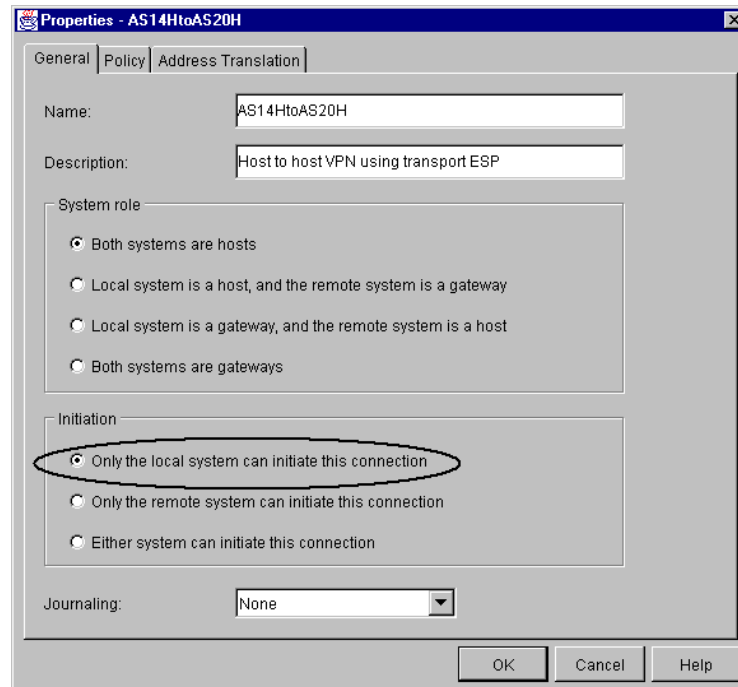 Properties - AS14HtoAS20H
General Policy Address Translation
Name: AS14HtoAS20H
Description: Host to host VPN using transport ESP
System role
Both systems are hosts
Local system is a host, and the remote system is a gateway
Local system is a gateway, and the remote system is a host
Both systems are gateways
Initiation
Only the local system can initiate this connection
Only the remote system can initiate this connection
Either system can initiate this connection
Journaling: None
OK Cancel Help